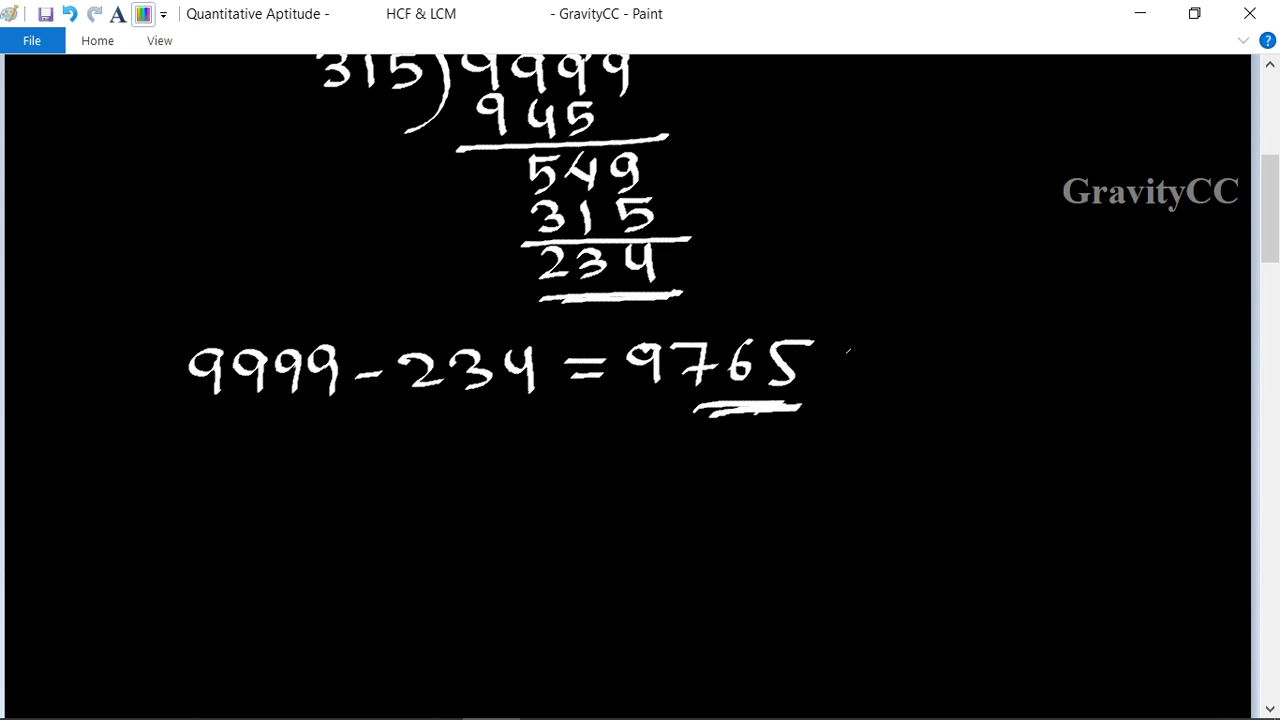 Quantitative Aptitude - HCF & LCM - GravityCC - Paint
File Home View
315)9999
945
549
315
234
GravityCC
9999 - 234 = 9765